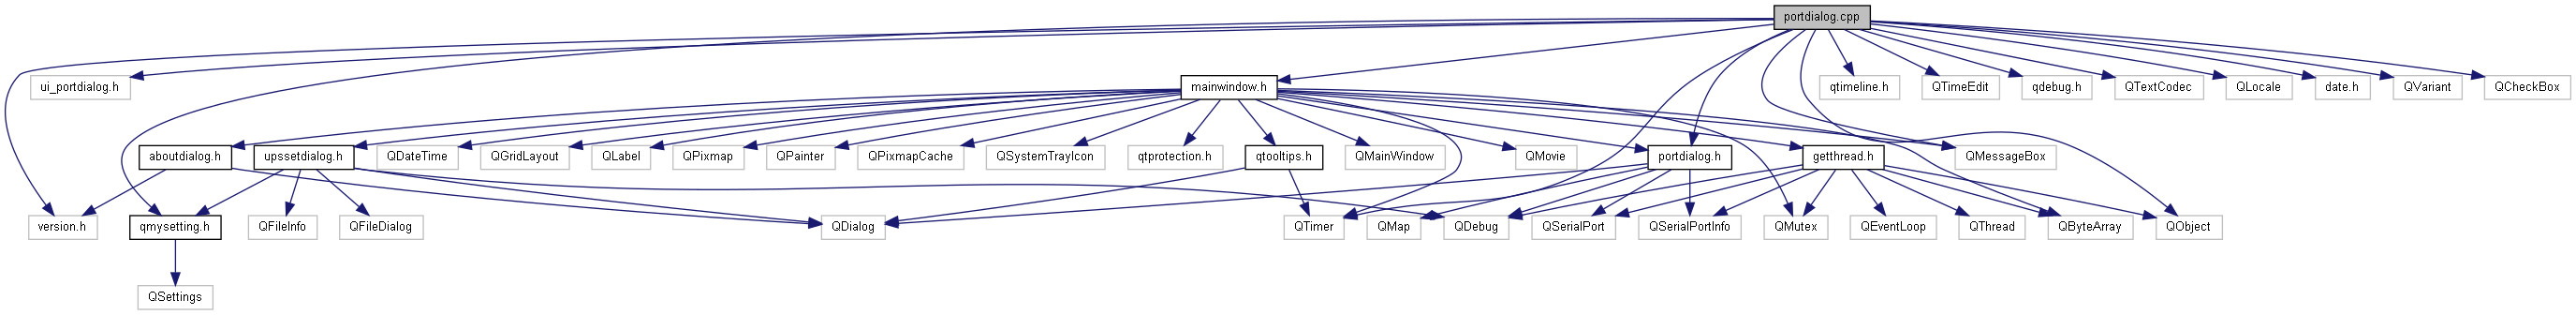 portdialog.cpp
ui_portdialog.h
mainwindow.h
qtimeline.h
QTimeEdit
qdebug.h
QTextCodec
QLocale
date.h
QVariant
QCheckBox
aboutdialog.h
upssetdialog.h
QDateTime
QGridLayout
QLabel
QPixmap
QPainter
QPixmapCache
QSystemTrayIcon
qtprotection.h
qtooltips.h
QMainWindow
QMovie
portdialog.h
getthread.h
QMessageBox
version.h
qmysetting.h
QFileInfo
QFileDialog
QDialog
QTimer
QMap
QDebug
QSerialPort
QSerialPortInfo
QMutex
QEventLoop
QThread
QByteArray
QObject
QSettings